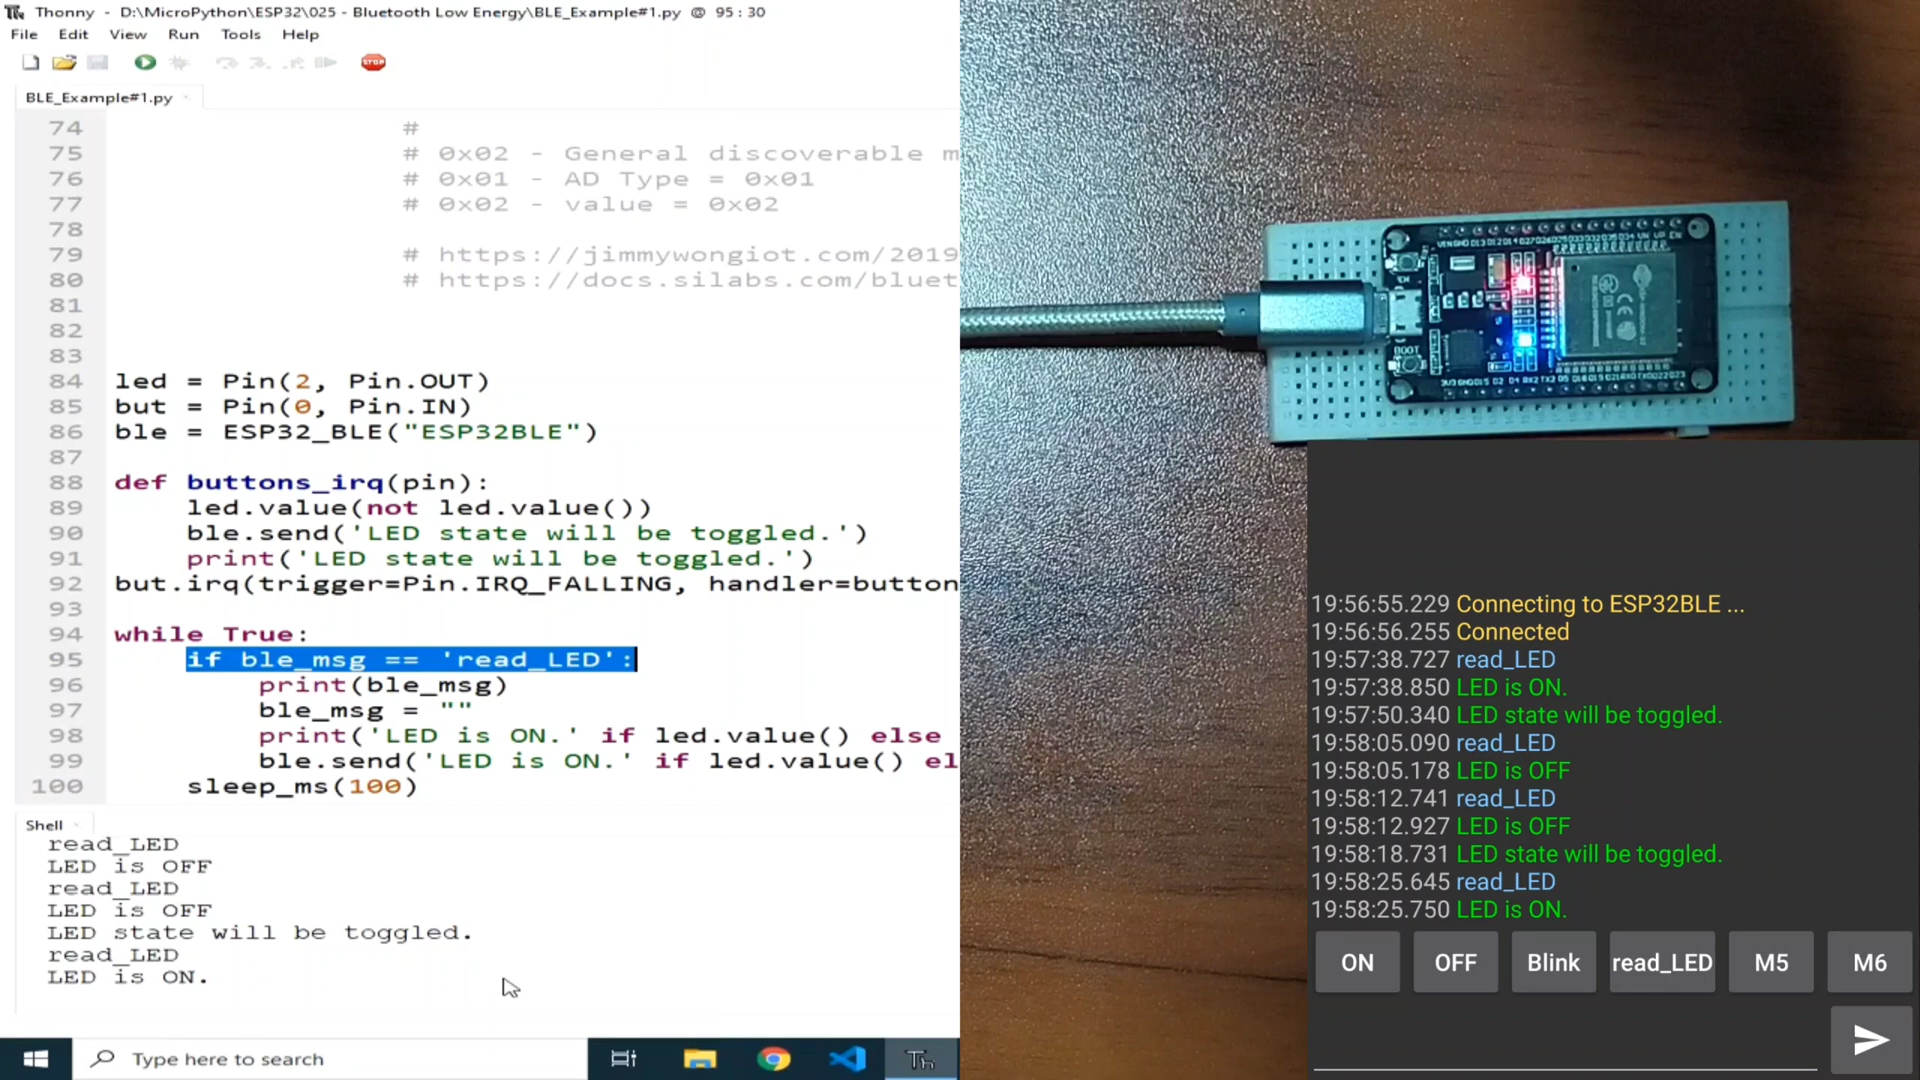 Thonny - D:\MicroPython\ESP32\025 - Bluetooth Low Energy\BLE_Example#1.py @ 95 : 30
File Edit View Run Tools Help
STOP
BLE_Example#1.py
74 #
75 # 0x02 - General discoverable m
76 # 0x01 - AD Type = 0x01
77 # 0x02 - value = 0x02
78
79 # https://jimmywongiot.com/2019
80 # https://docs.silabs.com/bluet
81
82
83
84 led = Pin(2, Pin.OUT)
85 but = Pin(0, Pin.IN)
86 ble = ESP32_BLE("ESP32BLE")
87
88 def buttons_irq(pin):
89 led.value(not led.value())
90 ble.send('LED state will be toggled.')
91 print('LED state will be toggled.')
92 but.irq(trigger=Pin.IRQ_FALLING, handler=button
93
94 while True:
95 if ble_msg == 'read_LED':
96 print(ble_msg)
97 ble_msg = ""
98 print('LED is ON.' if led.value() else
99 ble.send('LED is ON.' if led.value() el
100 sleep_ms(100)
Shell
read_LED
LED is OFF
read_LED
LED is OFF
LED state will be toggled.
read_LED
LED is ON.
Type here to search
Th
BOOT
CE
19:56:55.229 Connecting to ESP32BLE ...
19:56:56.255 Connected
19:57:38.727 read_LED
19:57:38.850 LED is ON.
19:57:50.340 LED state will be toggled.
19:58:05.090 read_LED
19:58:05.178 LED is OFF
19:58:12.741 read_LED
19:58:12.927 LED is OFF
19:58:18.731 LED state will be toggled.
19:58:25.645 read_LED
19:58:25.750 LED is ON.
ON OFF Blink read_LED M5 M6